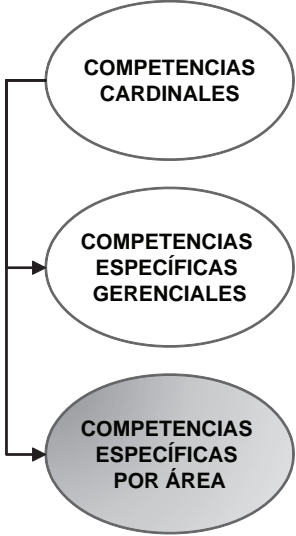 COMPETENCIAS
CARDINALES
COMPETENCIAS
ESPECÍFICAS
GERENCIALES
COMPETENCIAS
ESPECÍFICAS
POR ÁREA